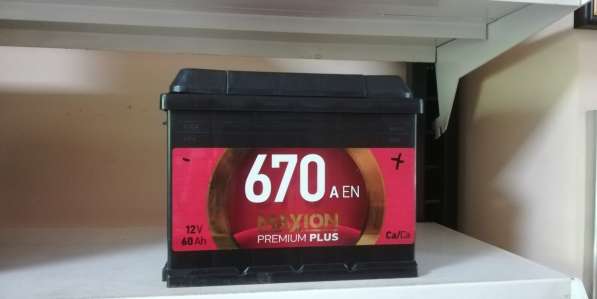 -
670 A EN
+
MAXION
PREMIUM PLUS
12V
60 Ah
Ca/Ca